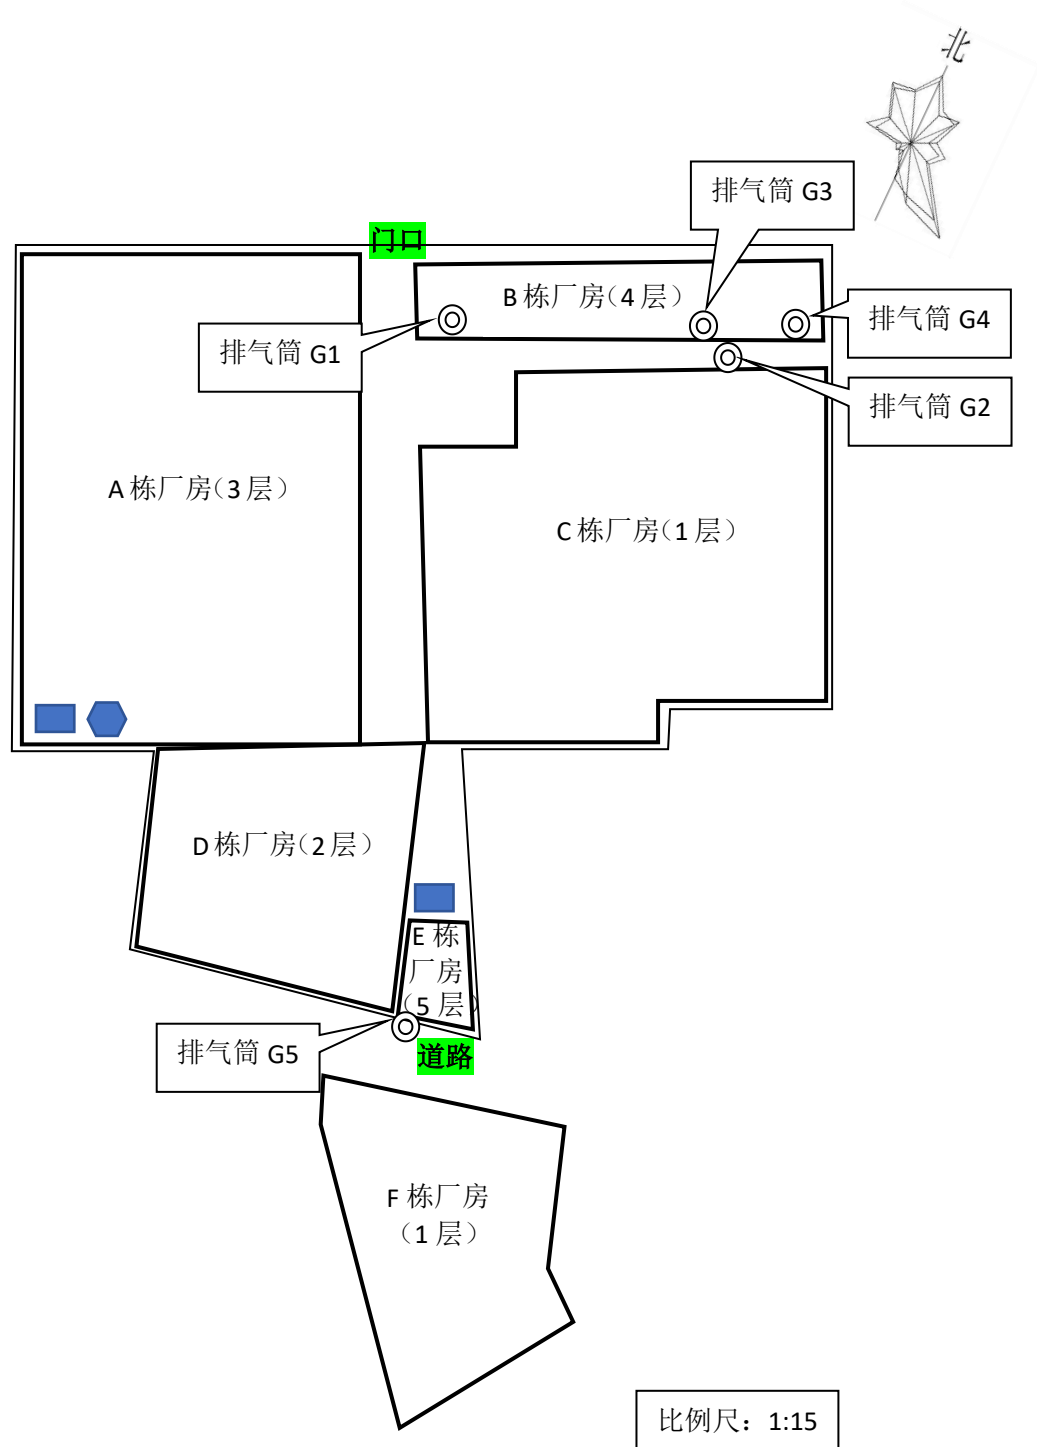 北
排气筒 G3
门口
B 栋厂房（4 层）
排气筒 G4
排气筒 G1
排气筒 G2
A 栋厂房（3 层）
C 栋厂房（1 层）
D 栋厂房（2 层）
E 栋
厂房
（5 层）
排气筒 G5
道路
F 栋厂房
（1 层）
比例尺：1:15